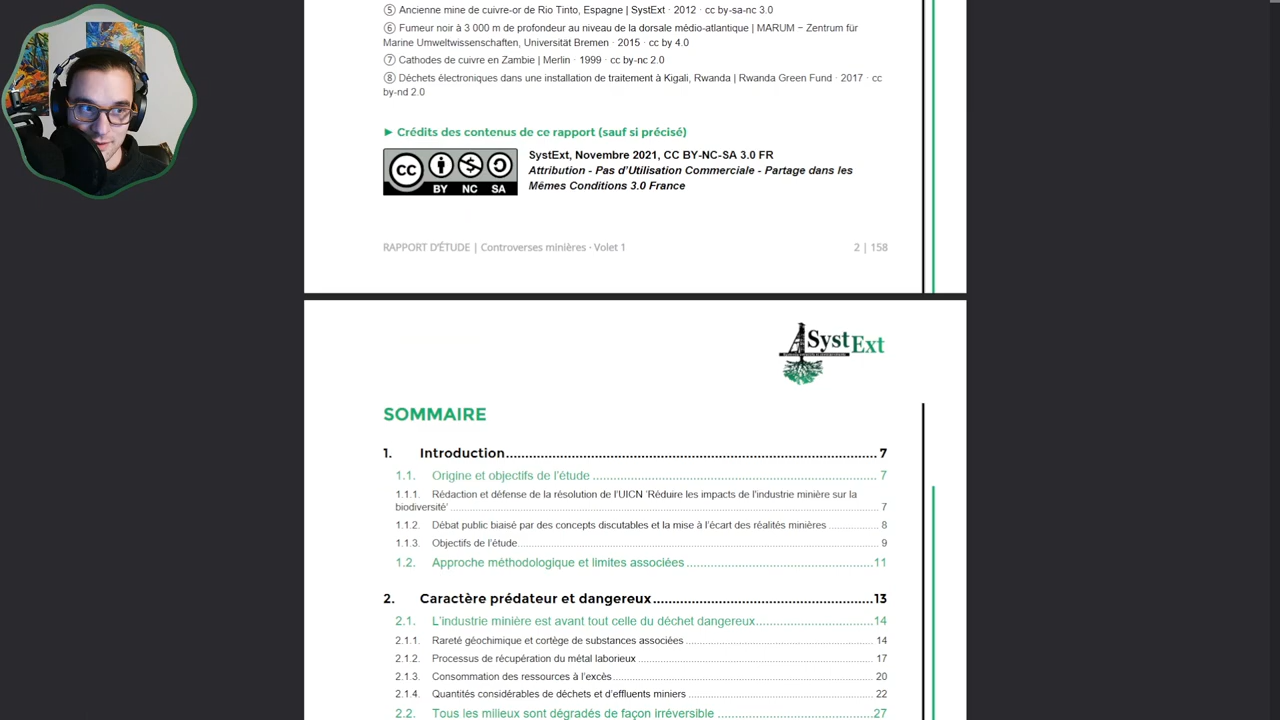 ⑤ Ancienne mine de cuivre-or de Rio Tinto, Espagne | SystExt · 2012 · cc by-sa-nc 3.0
⑥ Fumeur noir à 3 000 m de profondeur au niveau de la dorsale médio-atlantique | MARUM − Zentrum für
Marine Umweltwissenschaften, Universität Bremen · 2015 · cc by 4.0
⑦ Cathodes de cuivre en Zambie | Merlin · 1999 · cc by-nc 2.0
⑧ Déchets électroniques dans une installation de traitement à Kigali, Rwanda | Rwanda Green Fund · 2017 · cc
by-nd 2.0
► Crédits des contenus de ce rapport (sauf si précisé)
cc BY NC SA
SystExt, Novembre 2021, CC BY-NC-SA 3.0 FR
Attribution - Pas d'Utilisation Commerciale - Partage dans les
Mêmes Conditions 3.0 France
RAPPORT D'ÉTUDE | Controverses minières · Volet 1 2 | 158
SystExt
SOMMAIRE
1. Introduction 7
1.1. Origine et objectifs de l'étude 7
1.1.1. Rédaction et défense de la résolution de l'UICN 'Réduire les impacts de l'industrie minière sur la
biodiversité' 7
1.1.2. Débat public biaisé par des concepts discutables et la mise à l'écart des réalités minières 8
1.1.3. Objectifs de l'étude 9
1.2. Approche méthodologique et limites associées 11
2. Caractère prédateur et dangereux 13
2.1. L'industrie minière est avant tout celle du déchet dangereux 14
2.1.1. Rareté géochimique et cortège de substances associées 14
2.1.2. Processus de récupération du métal laborieux 17
2.1.3. Consommation des ressources à l'excès 20
2.1.4. Quantités considérables de déchets et d'effluents miniers 22
2.2. Tous les milieux sont dégradés de façon irréversible 27